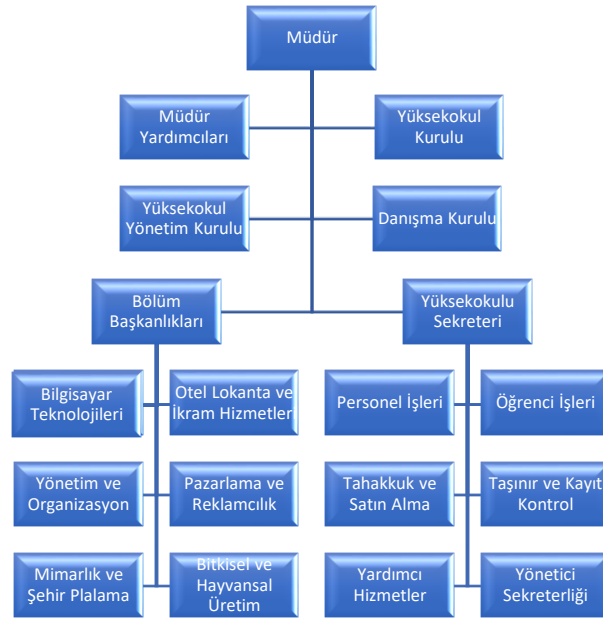 Müdür
Müdür
Yardımcıları
Yüksekokul
Kurulu
Yüksekokul
Yönetim Kurulu
Danışma Kurulu
Bölüm
Başkanlıkları
Yüksekokulu
Sekreteri
Bilgisayar
Teknolojileri
Otel Lokanta ve
İkram Hizmetleri
Personel İşleri
Öğrenci İşleri
Yönetim ve
Organizasyon
Pazarlama ve
Reklamcılık
Tahakkuk ve
Satın Alma
Taşınır ve Kayıt
Kontrol
Mimarlık ve
Şehir Plalama
Bitkisel ve
Hayvansal
Üretim
Yardımcı
Hizmetler
Yönetici
Sekreterliği